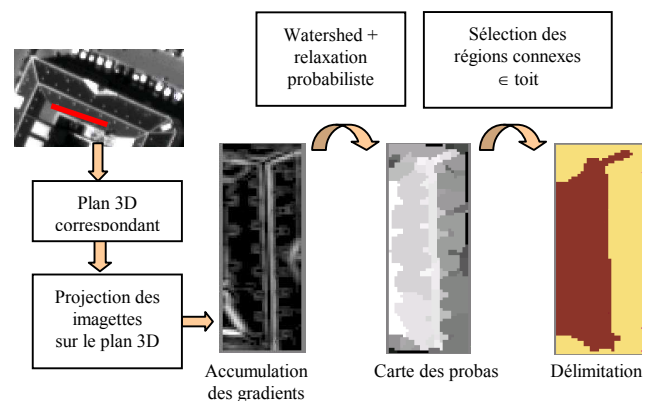 Watershed +
relaxation
probabiliste
Sélection des
régions connexes
∈ toit
Plan 3D
correspondant
Projection des
imagettes
sur le plan 3D
Accumulation
des gradients
Carte des probas
Délimitation